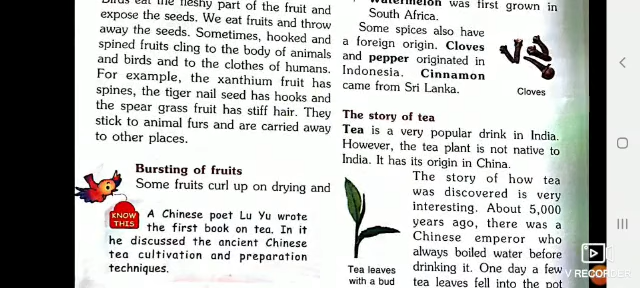 Birds eat the fleshy part of the fruit and
expose the seeds. We eat fruits and throw
away the seeds. Sometimes, hooked and
spined fruits cling to the body of animals
and birds and to the clothes of humans.
For example, the xanthium fruit has
spines, the tiger nail seed has hooks and
the spear grass fruit has stiff hair. They
stick to animal furs and are carried away
to other places.
Bursting of fruits
Some fruits curl up on drying and
KNOW
THIS
A Chinese poet Lu Yu wrote
the first book on tea. In it
he discussed the ancient Chinese
tea cultivation and preparation
techniques.
Watermelon was first grown in
South Africa.
Some spices also have
a foreign origin. Cloves
and pepper originated in
Indonesia. Cinnamon
came from Sri Lanka.
Cloves
The story of tea
Tea is a very popular drink in India.
However, the tea plant is not native to
India. It has its origin in China.
The story of how tea
was discovered is very
interesting. About 5,000
years ago, there was a
Chinese emperor who
always boiled water before
drinking it. One day a few
tea leaves fell into the pot
Tea leaves
with a bud
V RECORDER